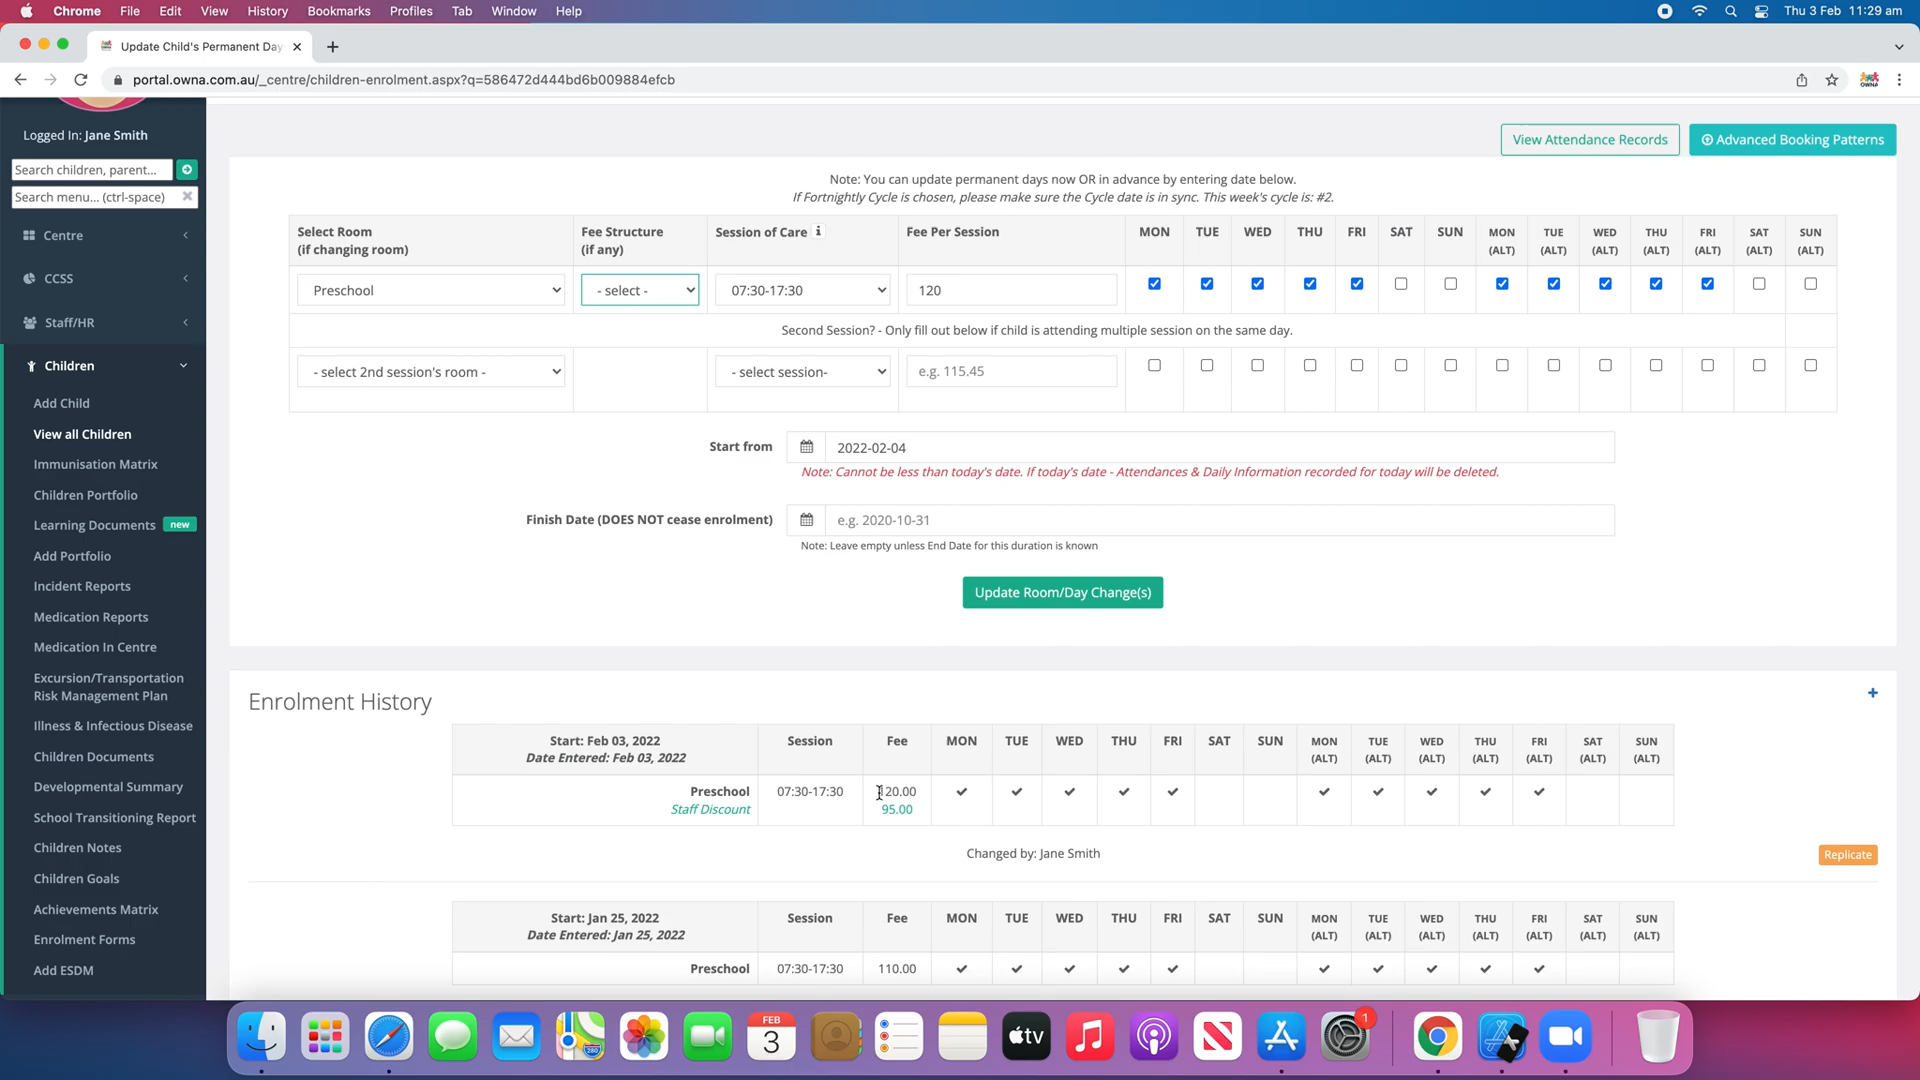 Chrome File Edit View History Bookmarks Profiles Tab Window Help Thu 3 Feb 11:29 am
Update Child's Permanent Day
portal.owna.com.au/_centre/children-enrolment.aspx?q=586472d444bd6b009884efcb
OWNA
Logged In: Jane Smith
Search children, parent...
Search menu... (ctrl-space)
Centre
CCSS
Staff/HR
Children
Add Child
View all Children
Immunisation Matrix
Children Portfolio
Learning Documents new
Add Portfolio
Incident Reports
Medication Reports
Medication In Centre
Excursion/Transportation
Risk Management Plan
Illness & Infectious Disease
Children Documents
Developmental Summary
School Transitioning Report
Children Notes
Children Goals
Achievements Matrix
Enrolment Forms
Add ESDM
View Attendance Records Advanced Booking Patterns
Note: You can update permanent days now OR in advance by entering date below.
If Fortnightly Cycle is chosen, please make sure the Cycle date is in sync. This week's cycle is: #2.
Select Room Fee Structure Session of Care i Fee Per Session MON TUE WED THU FRI SAT SUN MON TUE WED THU FRI SAT SUN
(if changing room) (if any) (ALT) (ALT) (ALT) (ALT) (ALT) (ALT) (ALT)
Preschool - select - 07:30-17:30 120
Second Session? - Only fill out below if child is attending multiple session on the same day.
- select 2nd session's room - - select session- e.g. 115.45
Start from 2022-02-04
Note: Cannot be less than today's date. If today's date - Attendances & Daily Information recorded for today will be deleted.
Finish Date (DOES NOT cease enrolment) e.g. 2020-10-31
Note: Leave empty unless End Date for this duration is known
Update Room/Day Change(s)
Enrolment History
Start: Feb 03, 2022 Session Fee MON TUE WED THU FRI SAT SUN MON TUE WED THU FRI SAT SUN
Date Entered: Feb 03, 2022 (ALT) (ALT) (ALT) (ALT) (ALT) (ALT) (ALT)
Preschool 07:30-17:30 120.00
Staff Discount 95.00
Changed by: Jane Smith Replicate
Start: Jan 25, 2022 Session Fee MON TUE WED THU FRI SAT SUN MON TUE WED THU FRI SAT SUN
Date Entered: Jan 25, 2022 (ALT) (ALT) (ALT) (ALT) (ALT) (ALT) (ALT)
Preschool 07:30-17:30 110.00
FEB
3
280
tv
1